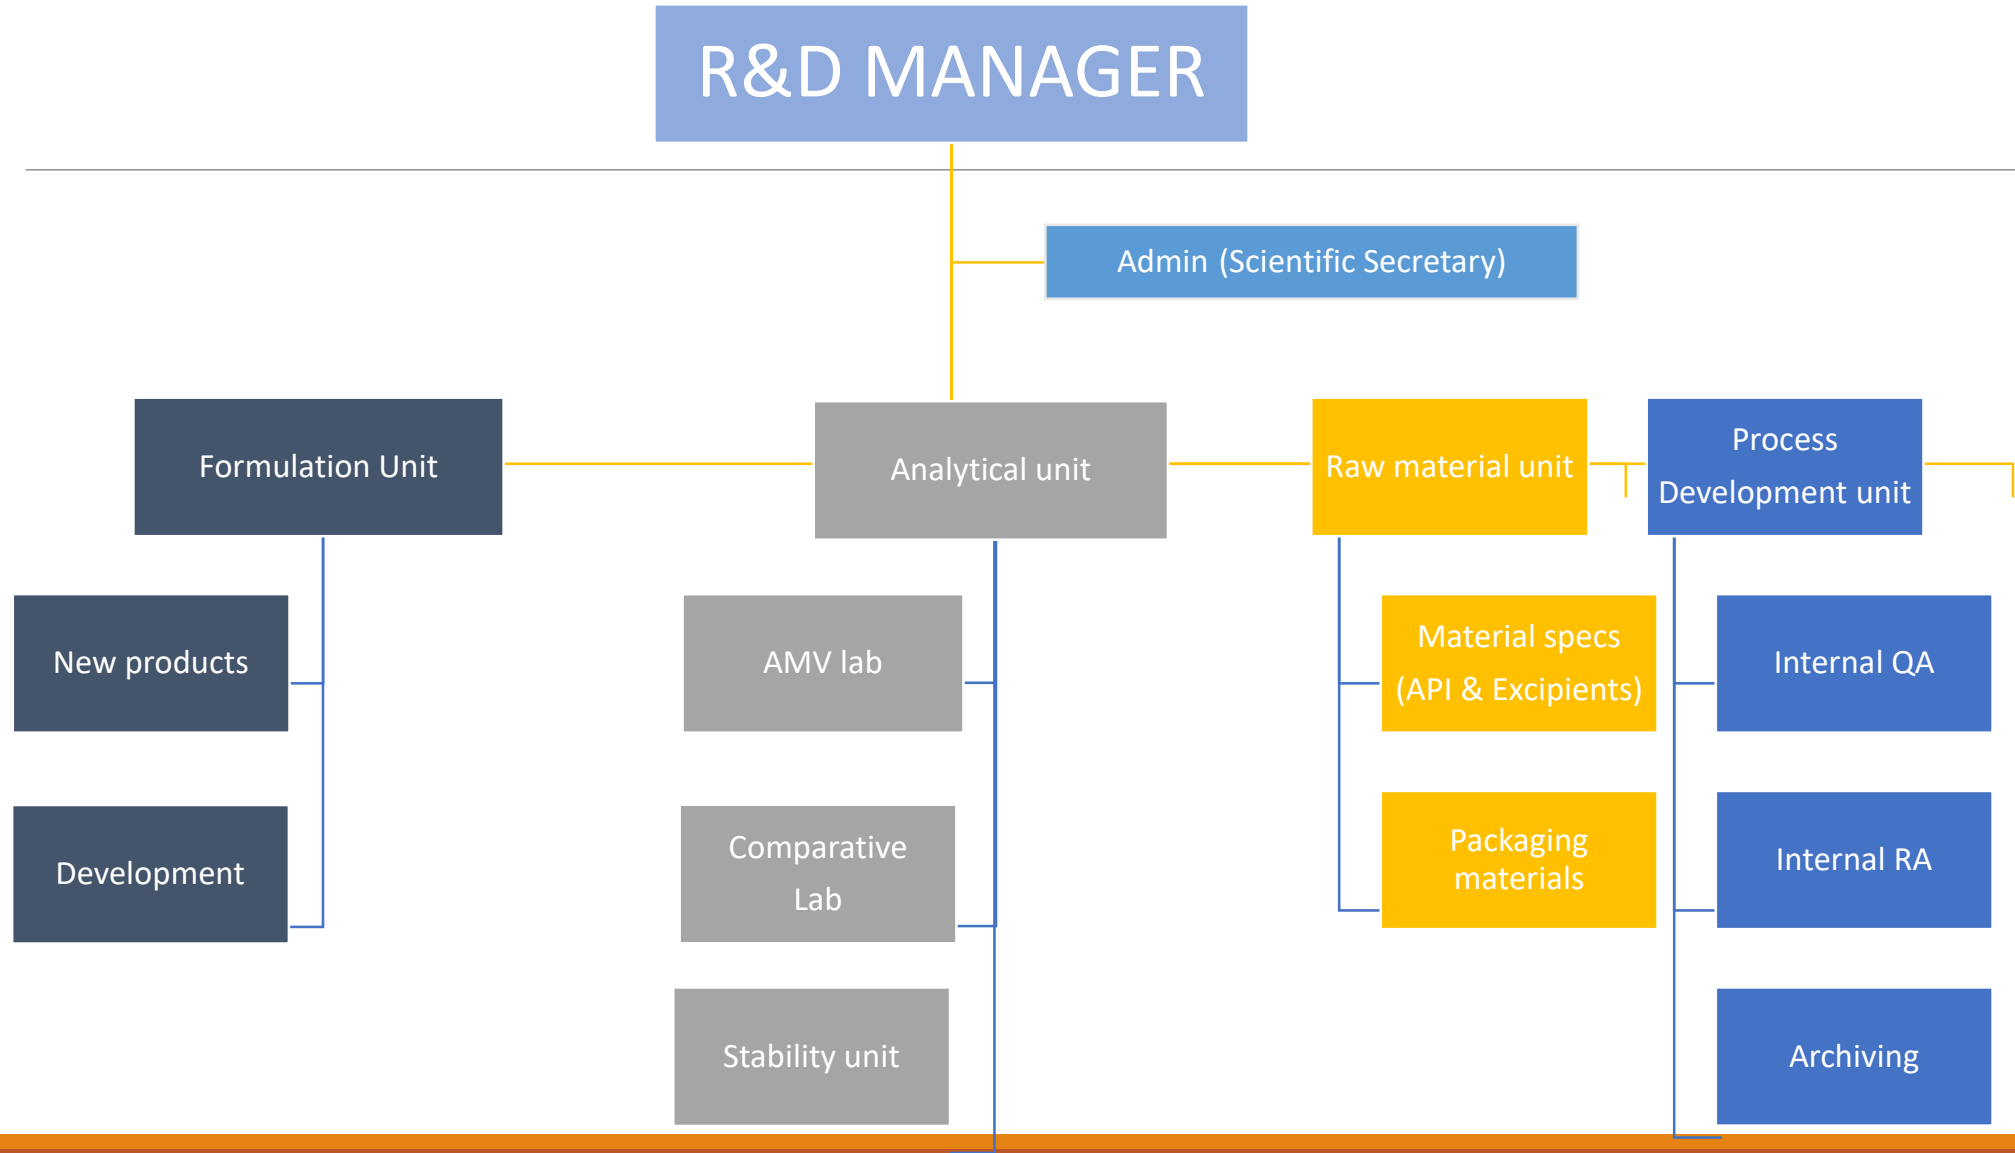 R&D MANAGER
Admin (Scientific Secretary)
Formulation Unit
Analytical unit
Raw material unit
Process
Development unit
New products
AMV lab
Material specs
(API & Excipients)
Internal QA
Development
Comparative
Lab
Packaging
materials
Internal RA
Stability unit
Archiving